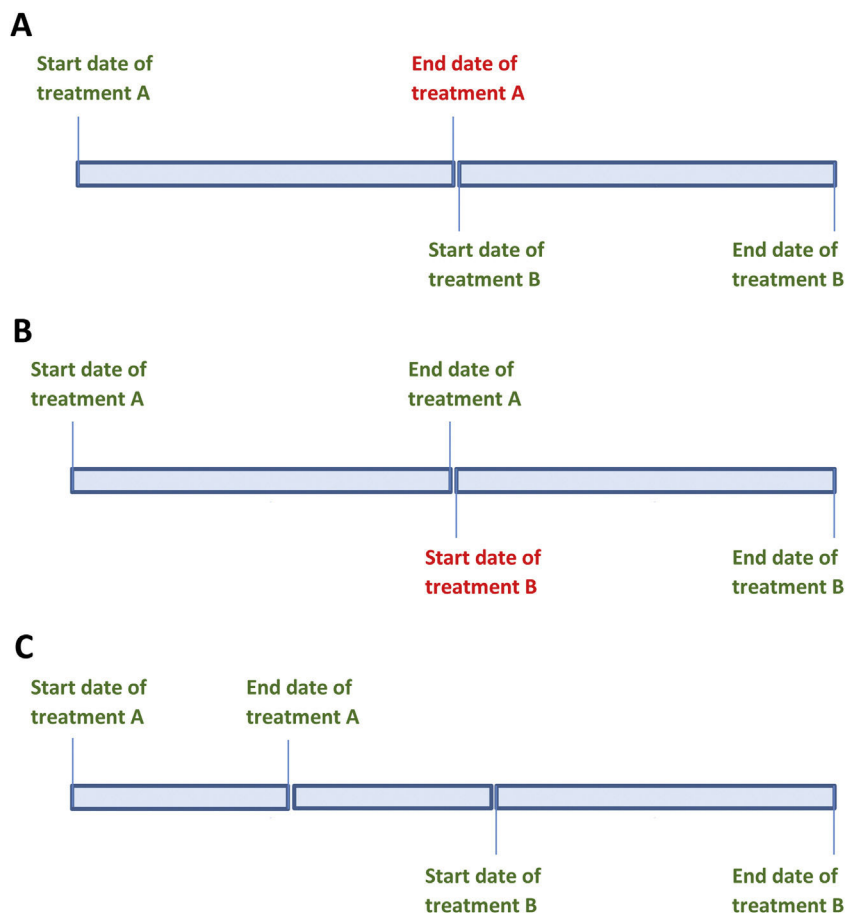 A
Start date of
treatment A
End date of
treatment A
Start date of
treatment B
End date of
treatment B
B
Start date of
treatment A
End date of
treatment A
Start date of
treatment B
End date of
treatment B
C
Start date of
treatment A
End date of
treatment A
Start date of
treatment B
End date of
treatment B